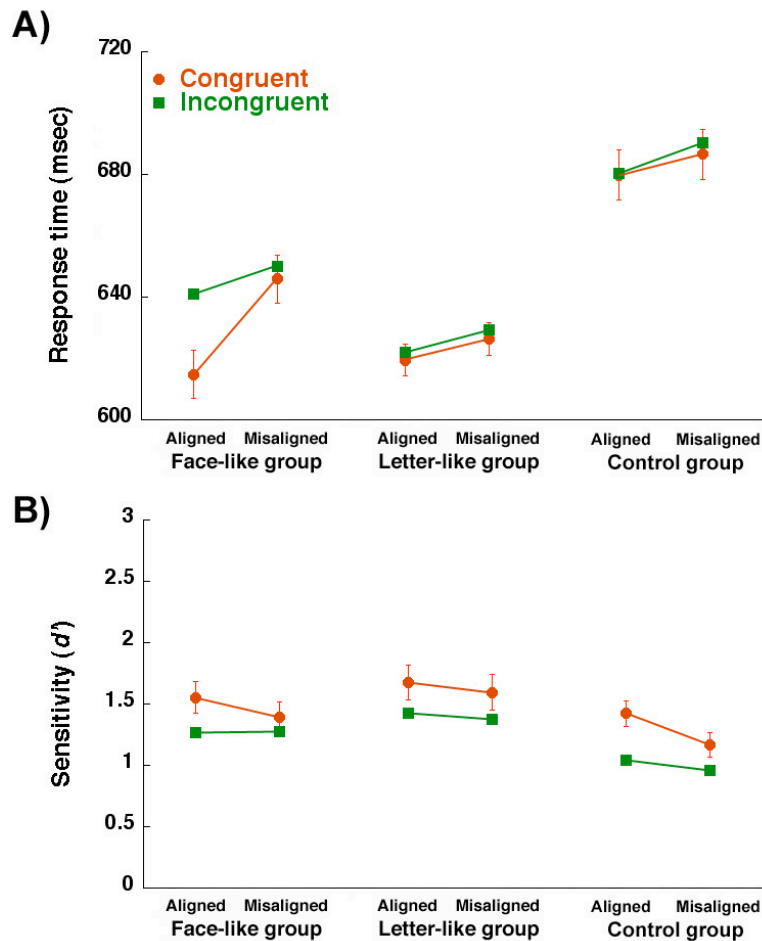 A)
720
Congruent
Incongruent
680
640
600
Response time (msec)
Aligned Misaligned Aligned Misaligned Aligned Misaligned
Face-like group Letter-like group Control group
B)
3
2.5
2
1.5
1
0.5
0
Sensitivity (d')
Aligned Misaligned Aligned Misaligned Aligned Misaligned
Face-like group Letter-like group Control group